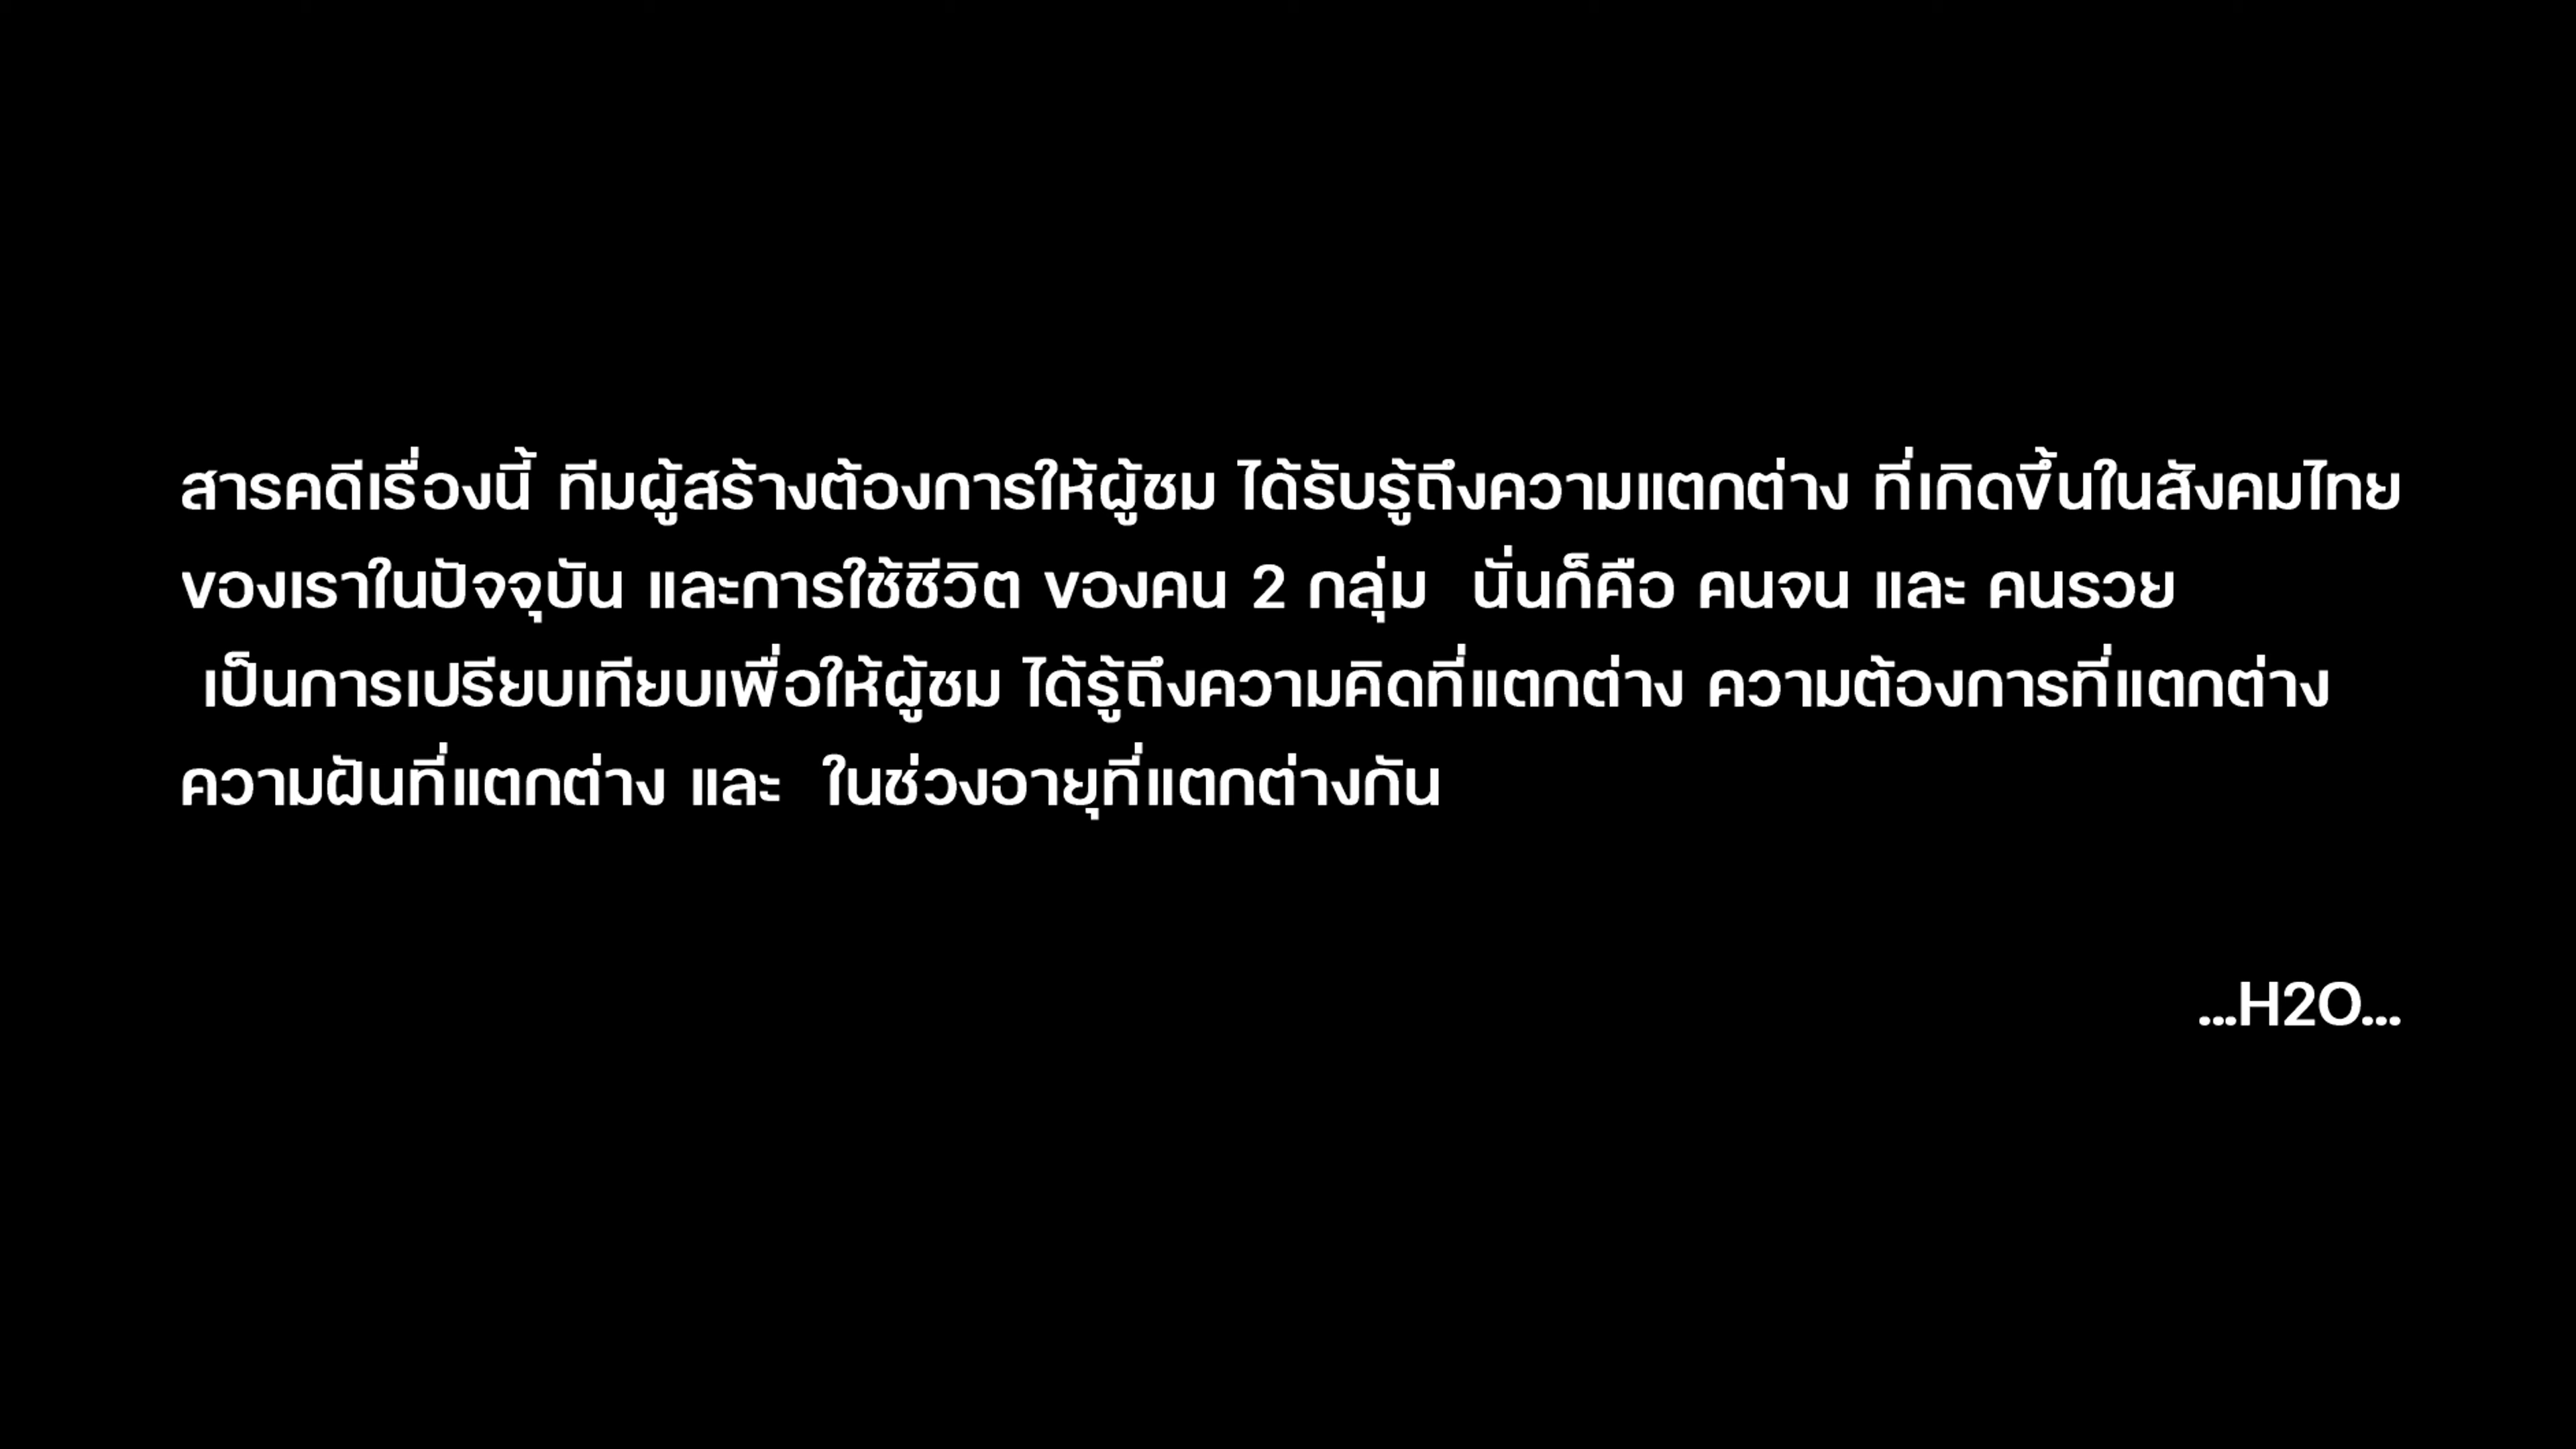 สารคดีเรื่องนี้ ทีมผู้สร้างต้องการให้ผู้ชม ได้รับรู้ถึงความแตกต่าง ที่เกิดขึ้นในสังคมไทย
ของเราในปัจจุบัน และการใช้ชีวิต ของคน 2 กลุ่ม นั่นก็คือ คนจน และ คนรวย
เป็นการเปรียบเทียบเพื่อให้ผู้ชม ได้รู้ถึงความคิดที่แตกต่าง ความต้องการที่แตกต่าง
ความฝันที่แตกต่าง และ ในช่วงอายุที่แตกต่างกัน
...H2O...